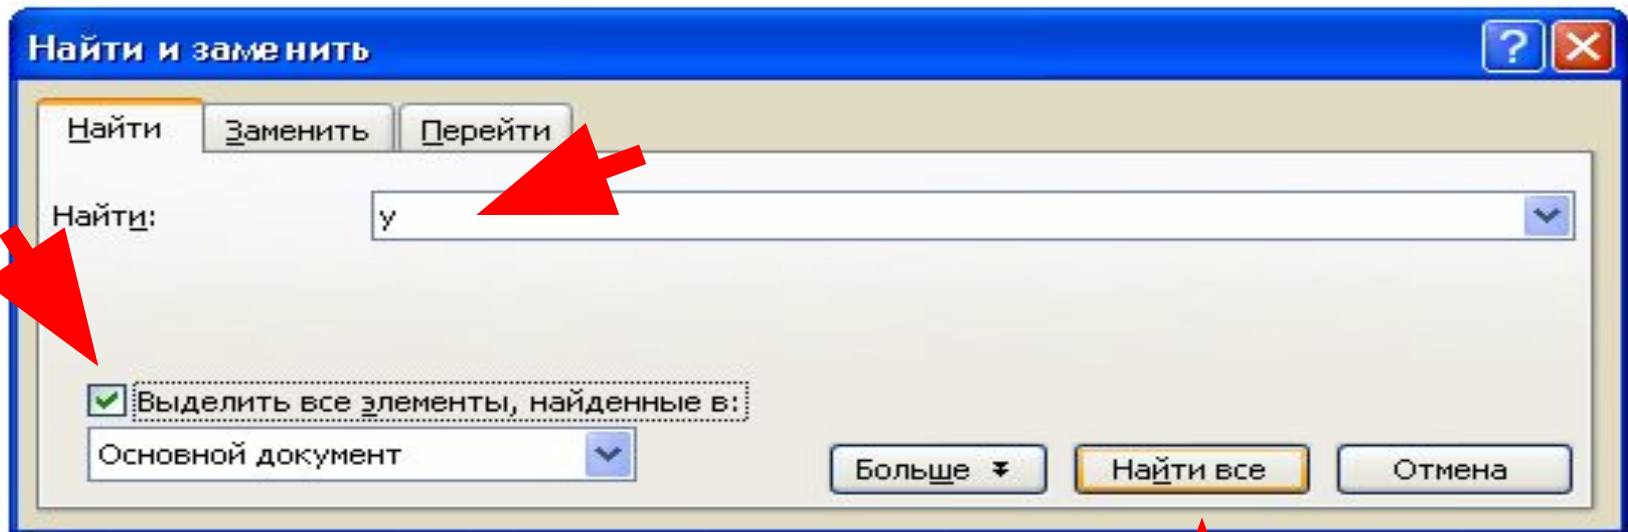 Найти и заменить
Найти Заменить Перейти
Найти: у
Выделить все элементы, найденные в:
Основной документ
Больше Найти все Отмена